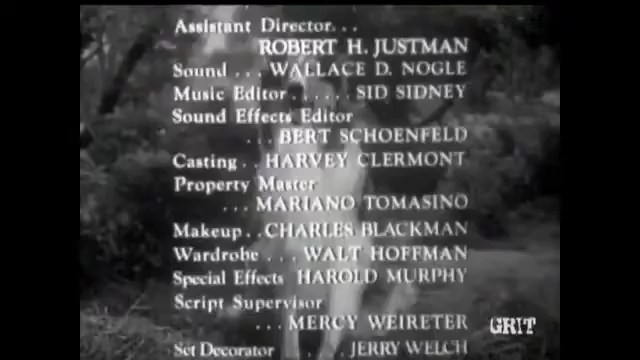 Assistant Director...
ROBERT H. JUSTMAN
Sound ... WALLACE D. NOGLE
Music Editor ...... SID SIDNEY
Sound Effects Editor
... BERT SCHOENFELD
Casting .. HARVEY CLERMONT
Property Master
... MARIANO TOMASINO
Makeup .. CHARLES BLACKMAN
Wardrobe ... WALT HOFFMAN
Special Effects HAROLD MURPHY
Script Supervisor
... MERCY WEIRETER
GRIT
Set Decorator ..... JERRY WELCH